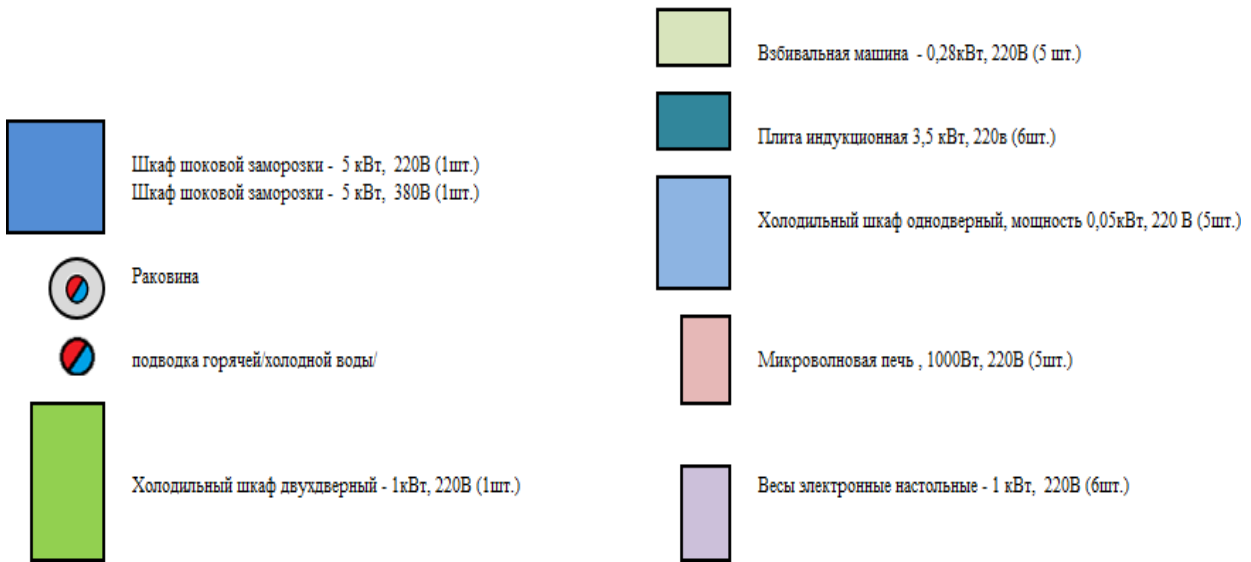 Шкаф шоковой заморозки - 5 кВт, 220В (1шт.)
Шкаф шоковой заморозки - 5 кВт, 380В (1шт.)
Раковина
подводка горячей/холодной воды/
Холодильный шкаф двухдверный - 1кВт, 220В (1шт.)
Взбивальная машина - 0,28кВт, 220В (5 шт.)
Плита индукционная 3,5 кВт, 220в (6шт.)
Холодильный шкаф однодверный, мощность 0,05кВт, 220 В (5шт.)
Микроволновая печь , 1000Вт, 220В (5шт.)
Весы электронные настольные - 1 кВт, 220В (6шт.)